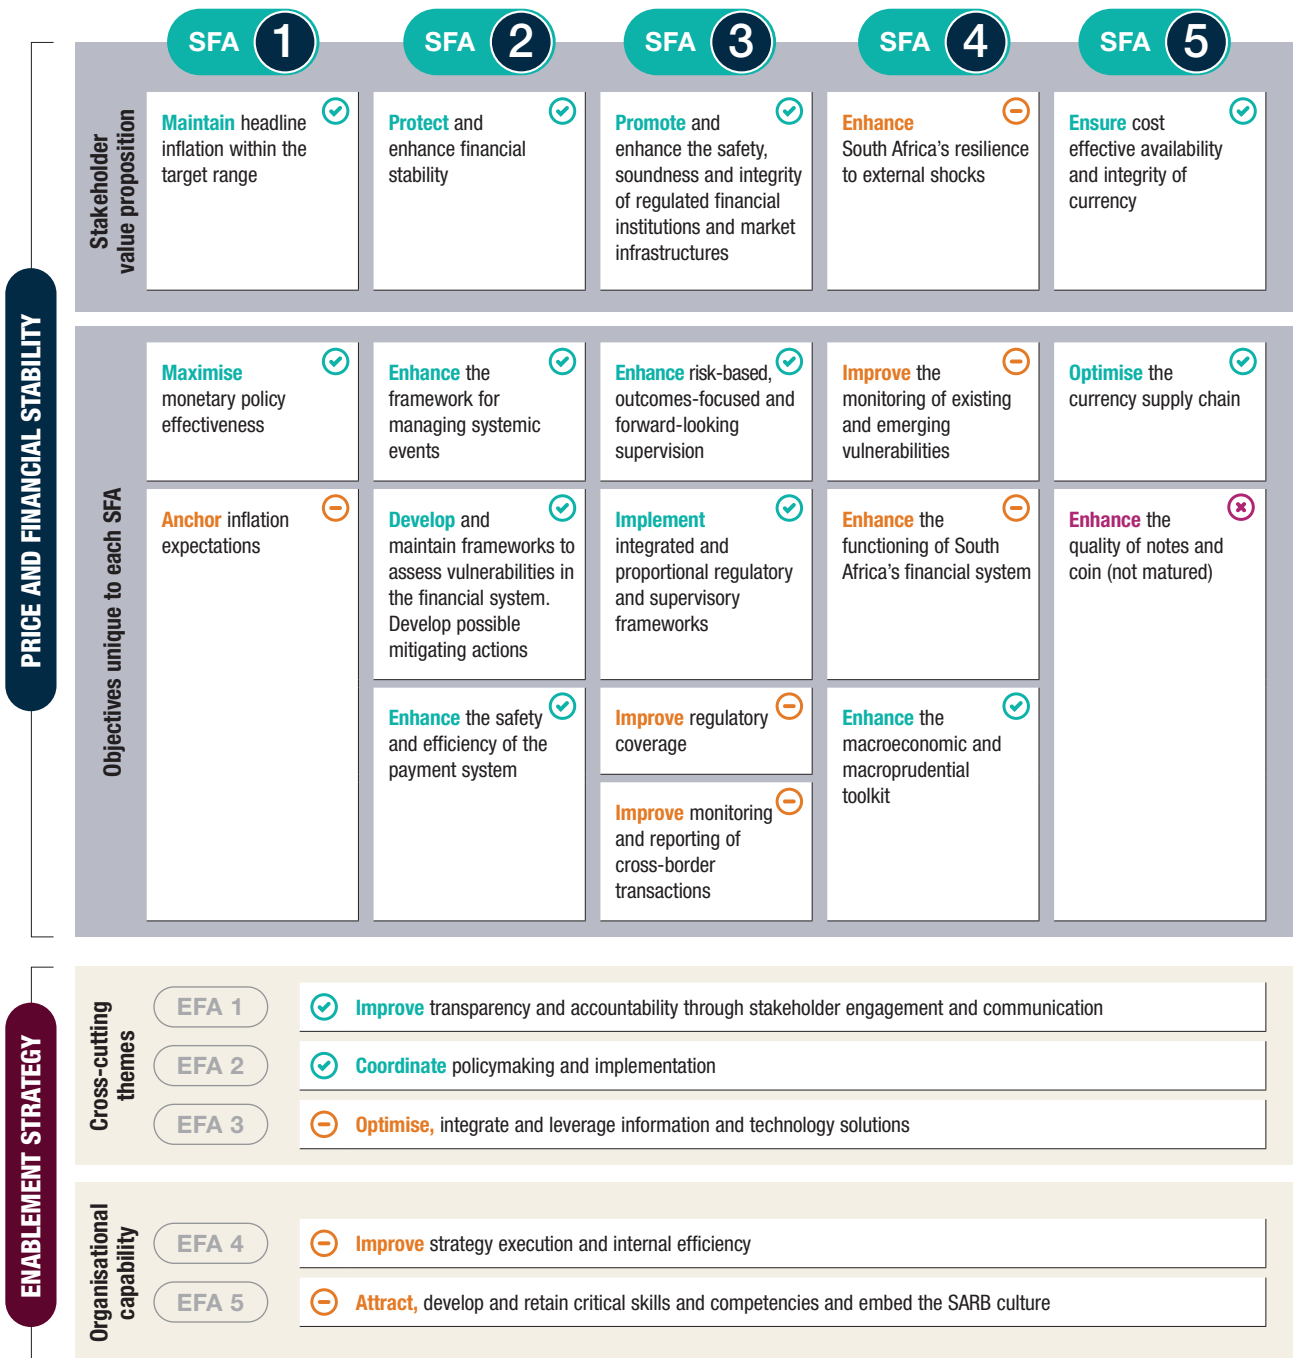 SFA 1
SFA 2
SFA 3
SFA 4
SFA 5
PRICE AND FINANCIAL STABILITY
Stakeholder
value proposition
Maintain headline
inflation within the
target range
Protect and
enhance financial
stability
Promote and
enhance the safety,
soundness and integrity
of regulated financial
institutions and market
infrastructures
Enhance
South Africa's resilience
to external shocks
Ensure cost
effective availability
and integrity of
currency
Objectives unique to each SFA
Maximise
monetary policy
effectiveness
Enhance the
framework for
managing systemic
events
Enhance risk-based,
outcomes-focused and
forward-looking
supervision
Improve the
monitoring of existing
and emerging
vulnerabilities
Optimise the
currency supply chain
Anchor inflation
expectations
Develop and
maintain frameworks to
assess vulnerabilities in
the financial system.
Develop possible
mitigating actions
Implement
integrated and
proportional regulatory
and supervisory
frameworks
Enhance the
functioning of South
Africa's financial system
Enhance the
quality of notes and
coin (not matured)
Enhance the safety
and efficiency of the
payment system
Improve regulatory
coverage
Improve monitoring
and reporting of
cross-border
transactions
Enhance the
macroeconomic and
macroprudential
toolkit
ENABLEMENT STRATEGY
Cross-cutting
themes
EFA 1
Improve transparency and accountability through stakeholder engagement and communication
EFA 2
Coordinate policymaking and implementation
EFA 3
Optimise, integrate and leverage information and technology solutions
Organisational
capability
EFA 4
Improve strategy execution and internal efficiency
EFA 5
Attract, develop and retain critical skills and competencies and embed the SARB culture